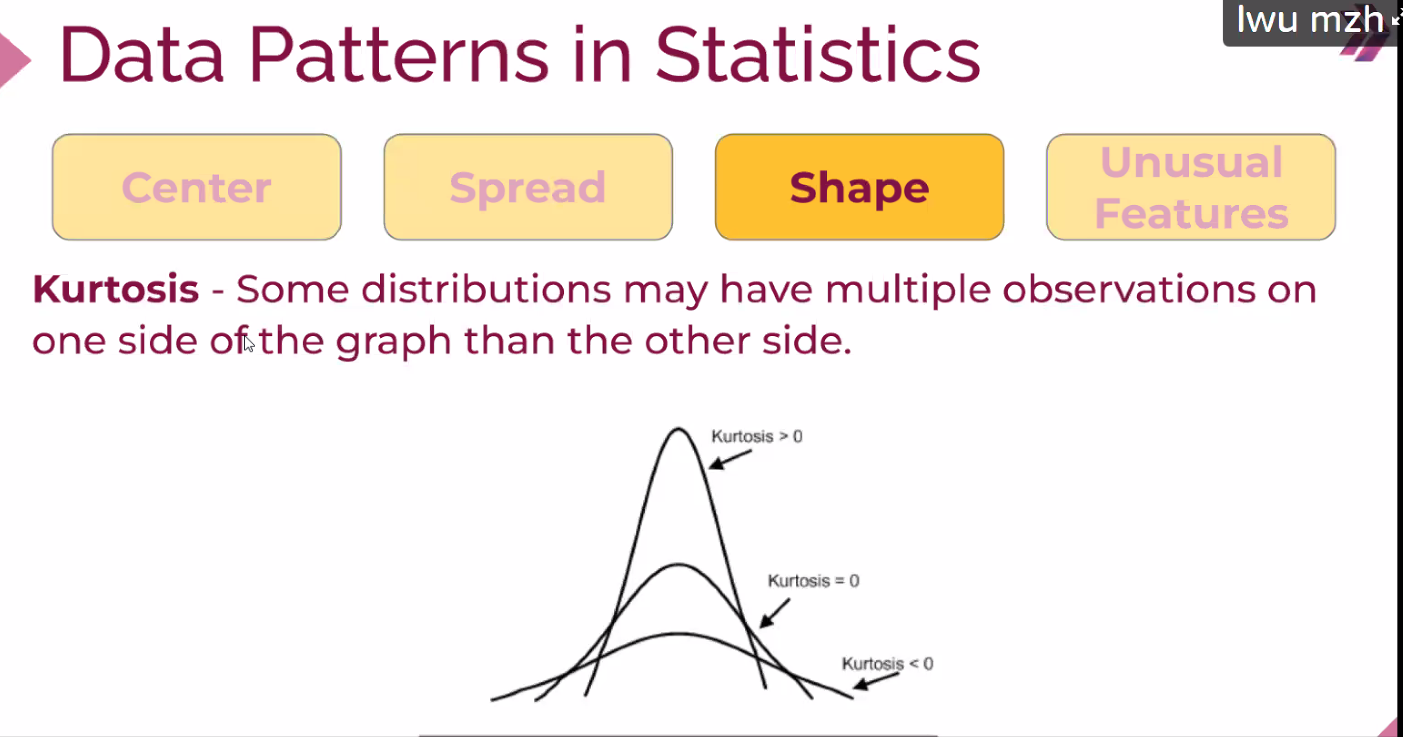 lwu mzh
Data Patterns in Statistics
Center
Spread
Shape
Unusual
Features
Kurtosis - Some distributions may have multiple observations on
one side of the graph than the other side.
Kurtosis > 0
Kurtosis = 0
Kurtosis < 0